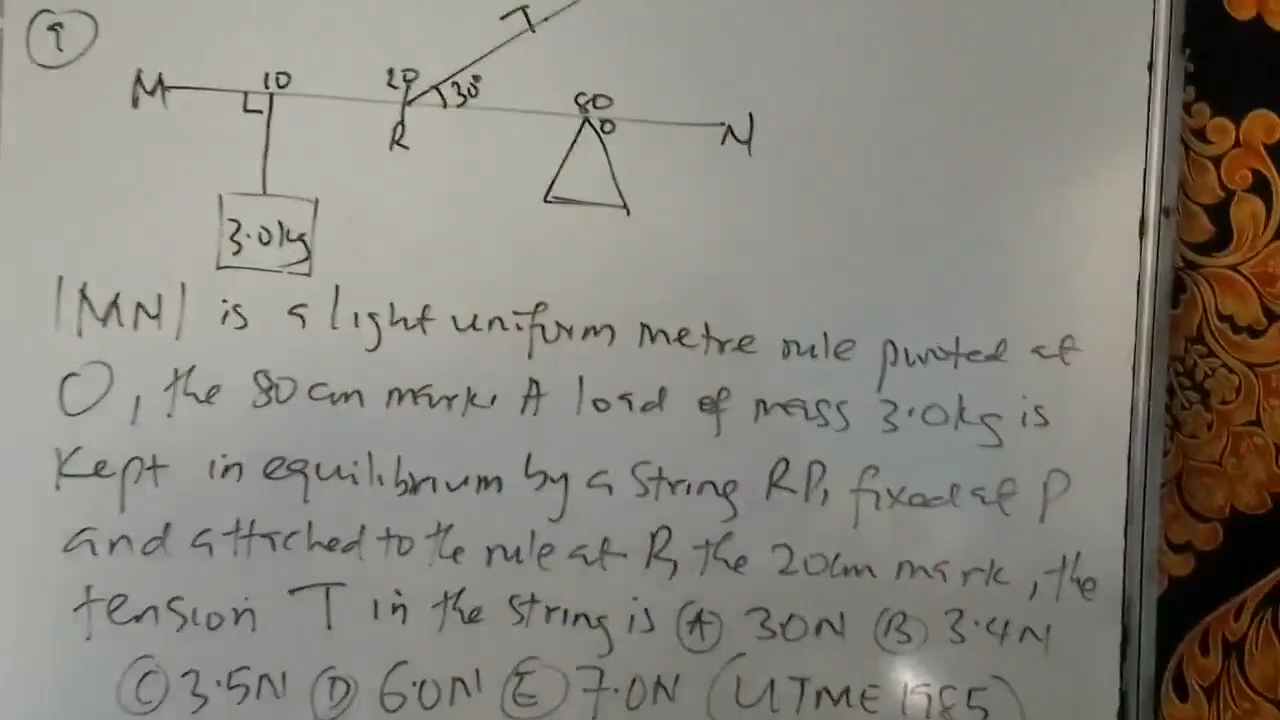 9
T
M 10 20 30° 80 N
R O
3.0kg
|MN| is a light uniform metre rule pivoted at
O, the 80cm mark. A load of mass 3.0kg is
Kept in equilibrium by a string RP, fixed at P
and attached to the rule at R, the 20cm mark, the
tension T in the string is (A) 30N (B) 3.4N
(C) 3.5N (D) 6.0N (E) 7.0N (UTME 1985)